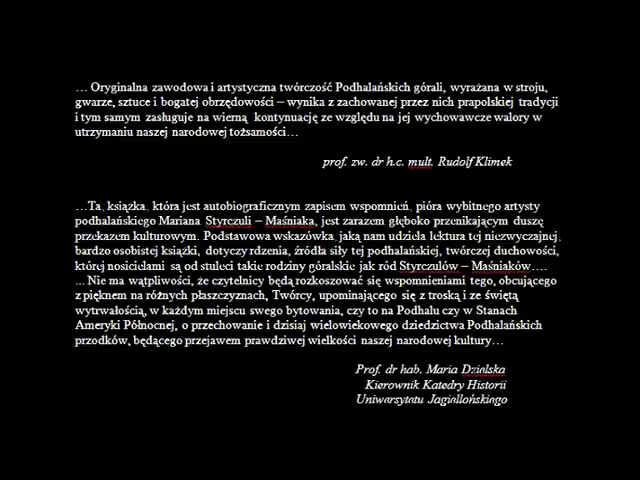 … Oryginalna zawodowa i artystyczna twórczość Podhalańskich górali, wyrażana w stroju,
gwarze, sztuce i bogatej obrzędowości – wynika z zachowanej przez nich prapolskiej tradycji
i tym samym zasługuje na wierną kontynuację ze względu na jej wychowawcze walory w
utrzymaniu naszej narodowej tożsamości…
prof. zw. dr h.c. mult. Rudolf Klimek
…Ta, książka, która jest autobiograficznym zapisem wspomnień, pióra wybitnego artysty
podhalańskiego Mariana Styrczuli – Maśniaka, jest zarazem głęboko przenikającym duszę
przekazem kulturowym. Podstawowa wskazówka, jaką nam udziela lektura tej niezwyczajnej,
bardzo osobistej książki, dotyczy rdzenia, źródła siły tej podhalańskiej, twórczej duchowości,
której nosicielami są od stuleci takie rodziny góralskie jak ród Styrczulów – Maśniaków….
... Nie ma wątpliwości, że czytelnicy będą rozkoszować się wspomnieniami tego, obcującego
z pięknem na różnych płaszczyznach, Twórcy, upominającego się z troską i ze świętą
wytrwałością, w każdym miejscu swego bytowania, czy to na Podhalu czy w Stanach
Ameryki Północnej, o przechowanie i dzisiaj wielowiekowego dziedzictwa Podhalańskich
przodków, będącego przejawem prawdziwej wielkości naszej narodowej kultury…
Prof. dr hab. Maria Dzielska
Kierownik Katedry Historii
Uniwersytetu Jagiellońskiego